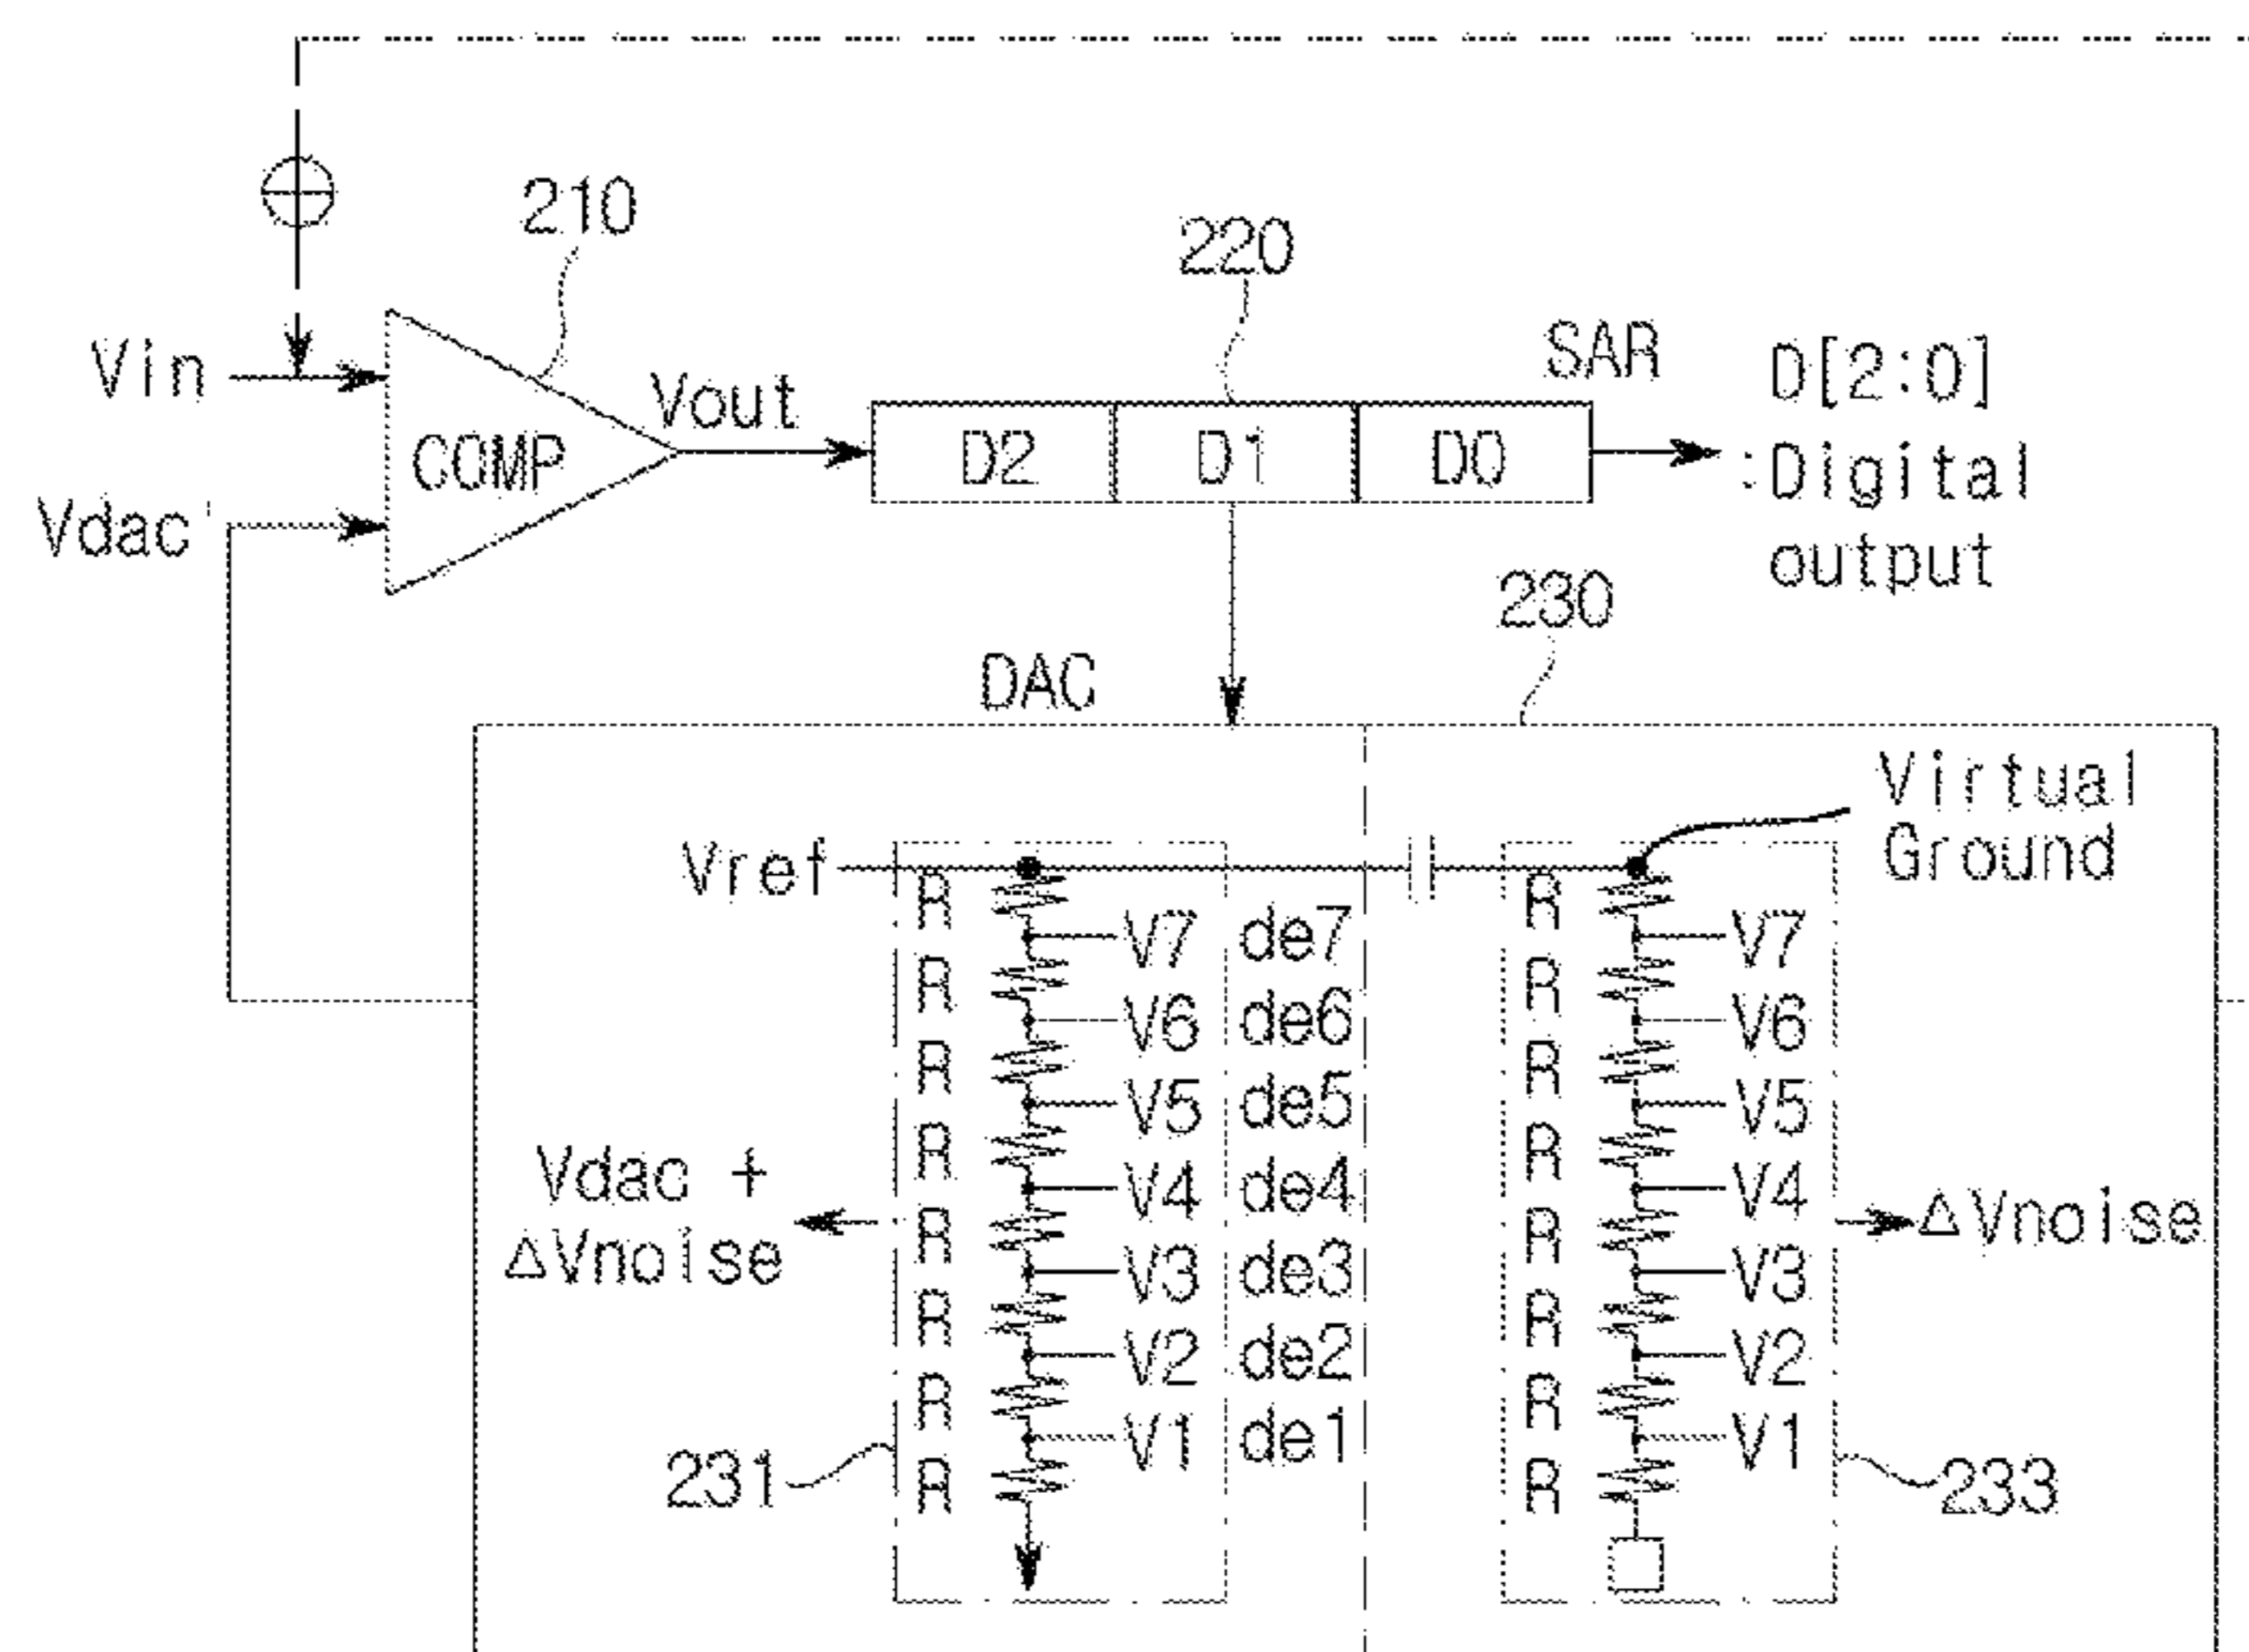 210
220
Vin
Vdac'
COMP
Vout
D2 D1 D0
SAR
D[2:0]
:Digital
output
230
DAC
Virtual
Ground
Vref
R V7 de7 R V7
R V6 de6 R V6
R V5 de5 R V5
R V4 de4 R V4
R V3 de3 R V3
R V2 de2 R V2
R V1 de1 R V1
R R
Vdac +
ΔVnoise
ΔVnoise
231
233